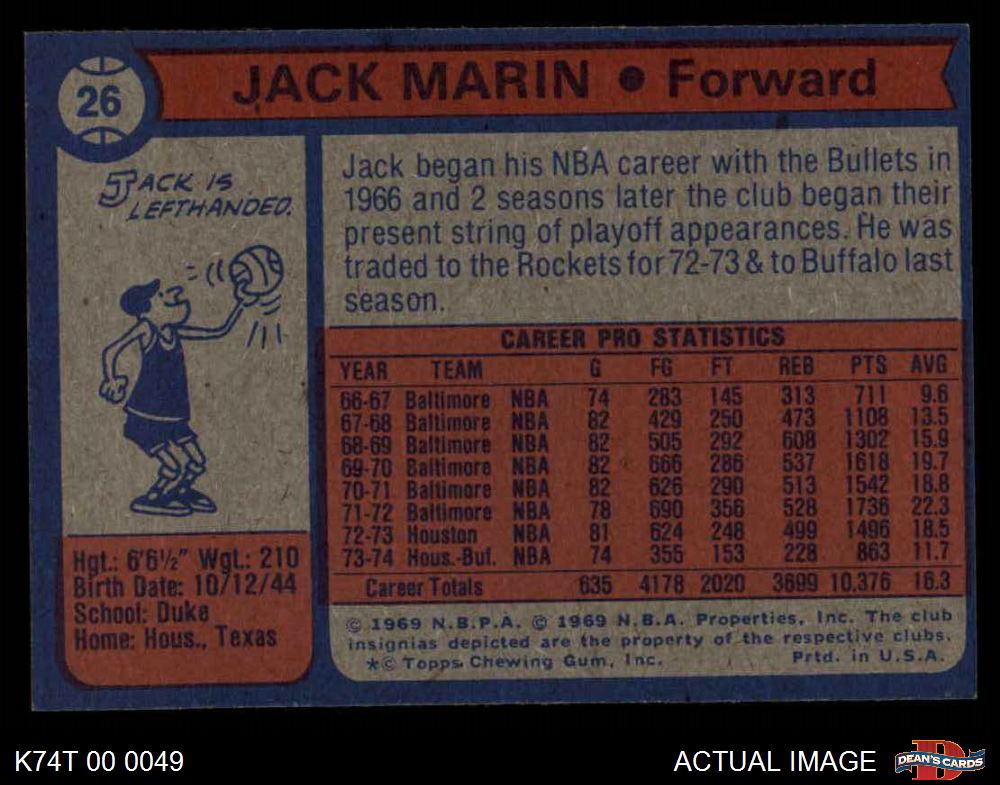 26
JACK MARIN • Forward
JACK IS
LEFTHANDED.
Jack began his NBA career with the Bullets in
1966 and 2 seasons later the club began their
present string of playoff appearances. He was
traded to the Rockets for 72-73 & to Buffalo last
season.
CAREER PRO STATISTICS
YEAR TEAM G FG FT REB PTS AVG
66-67 Baltimore NBA 74 283 145 313 711 9.6
67-68 Baltimore NBA 82 429 250 473 1108 13.5
68-69 Baltimore NBA 82 505 292 608 1302 15.9
69-70 Baltimore NBA 82 666 286 537 1618 19.7
70-71 Baltimore NBA 82 626 290 513 1542 18.8
71-72 Baltimore NBA 78 690 356 528 1736 22.3
72-73 Houston NBA 81 624 248 499 1496 18.5
73-74 Hous.-Buf. NBA 74 355 153 228 863 11.7
Career Totals 635 4178 2020 3699 10,376 16.3
Hgt.: 6'6½" Wgt.: 210
Birth Date: 10/12/44
School: Duke
Home: Hous., Texas
© 1969 N.B.P.A. © 1969 N.B.A. Properties, Inc. The club
insignias depicted are the property of the respective clubs.
*© Topps Chewing Gum, Inc. Prtd. in U.S.A.
K74T 00 0049
ACTUAL IMAGE
D
DEAN'S CARDS